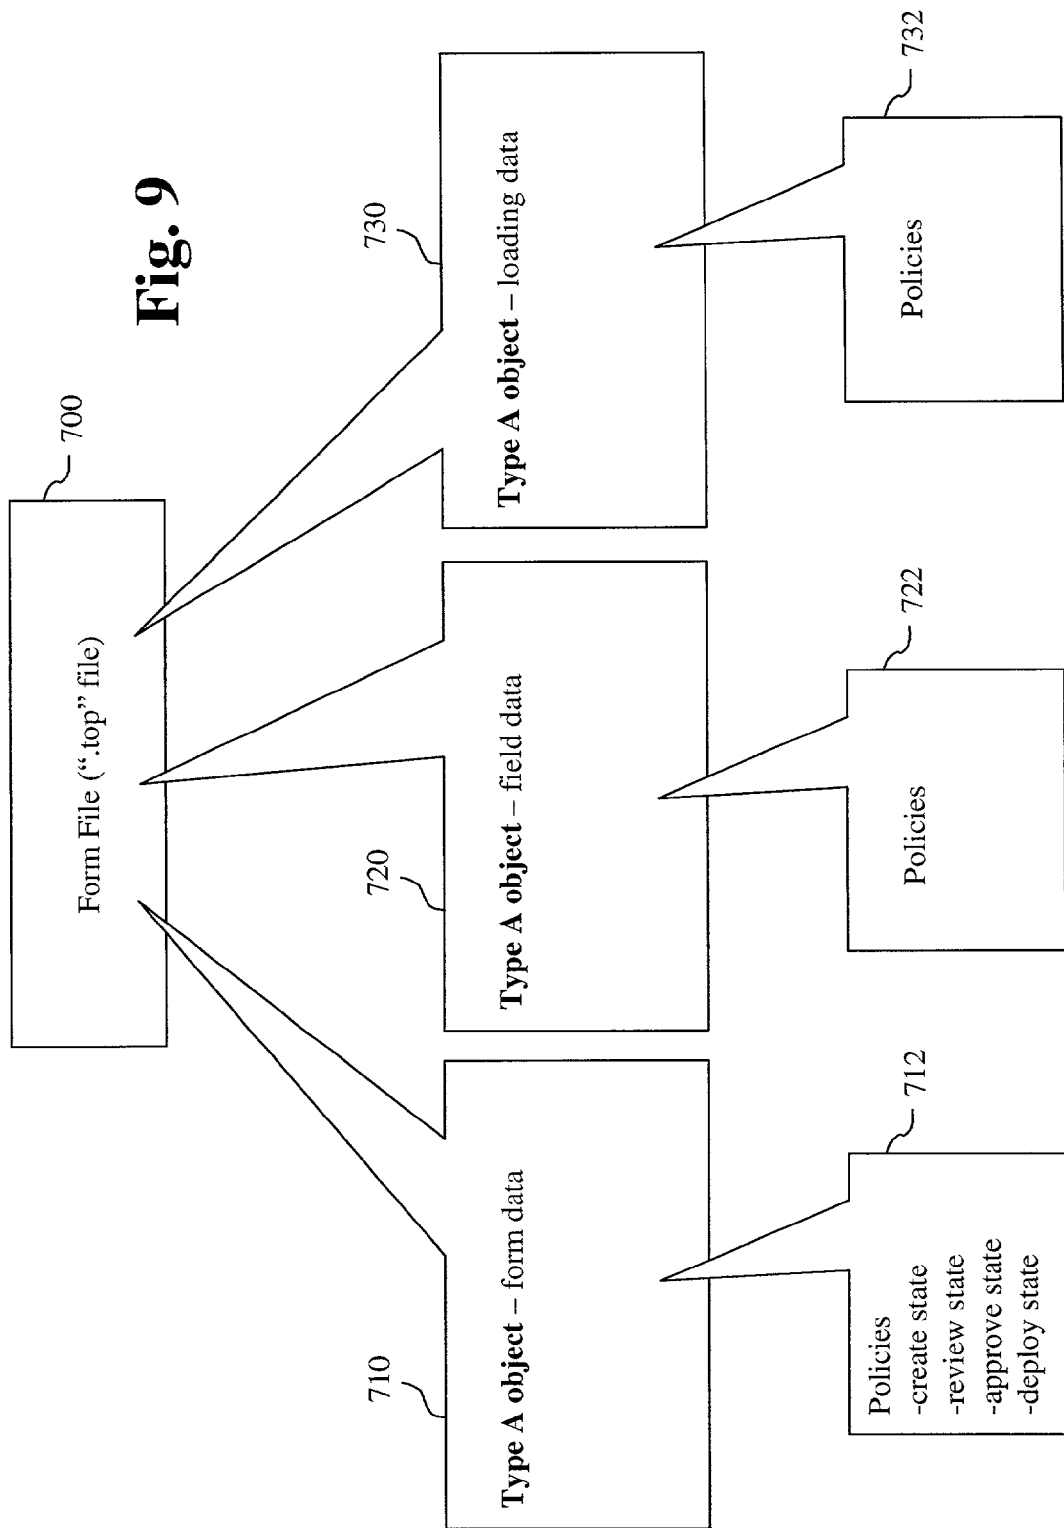 Fig. 9
700
Form File (“.top” file)
710
Type A object – form data
720
Type A object – field data
730
Type A object – loading data
712
Policies
-create state
-review state
-approve state
-deploy state
722
Policies
732
Policies